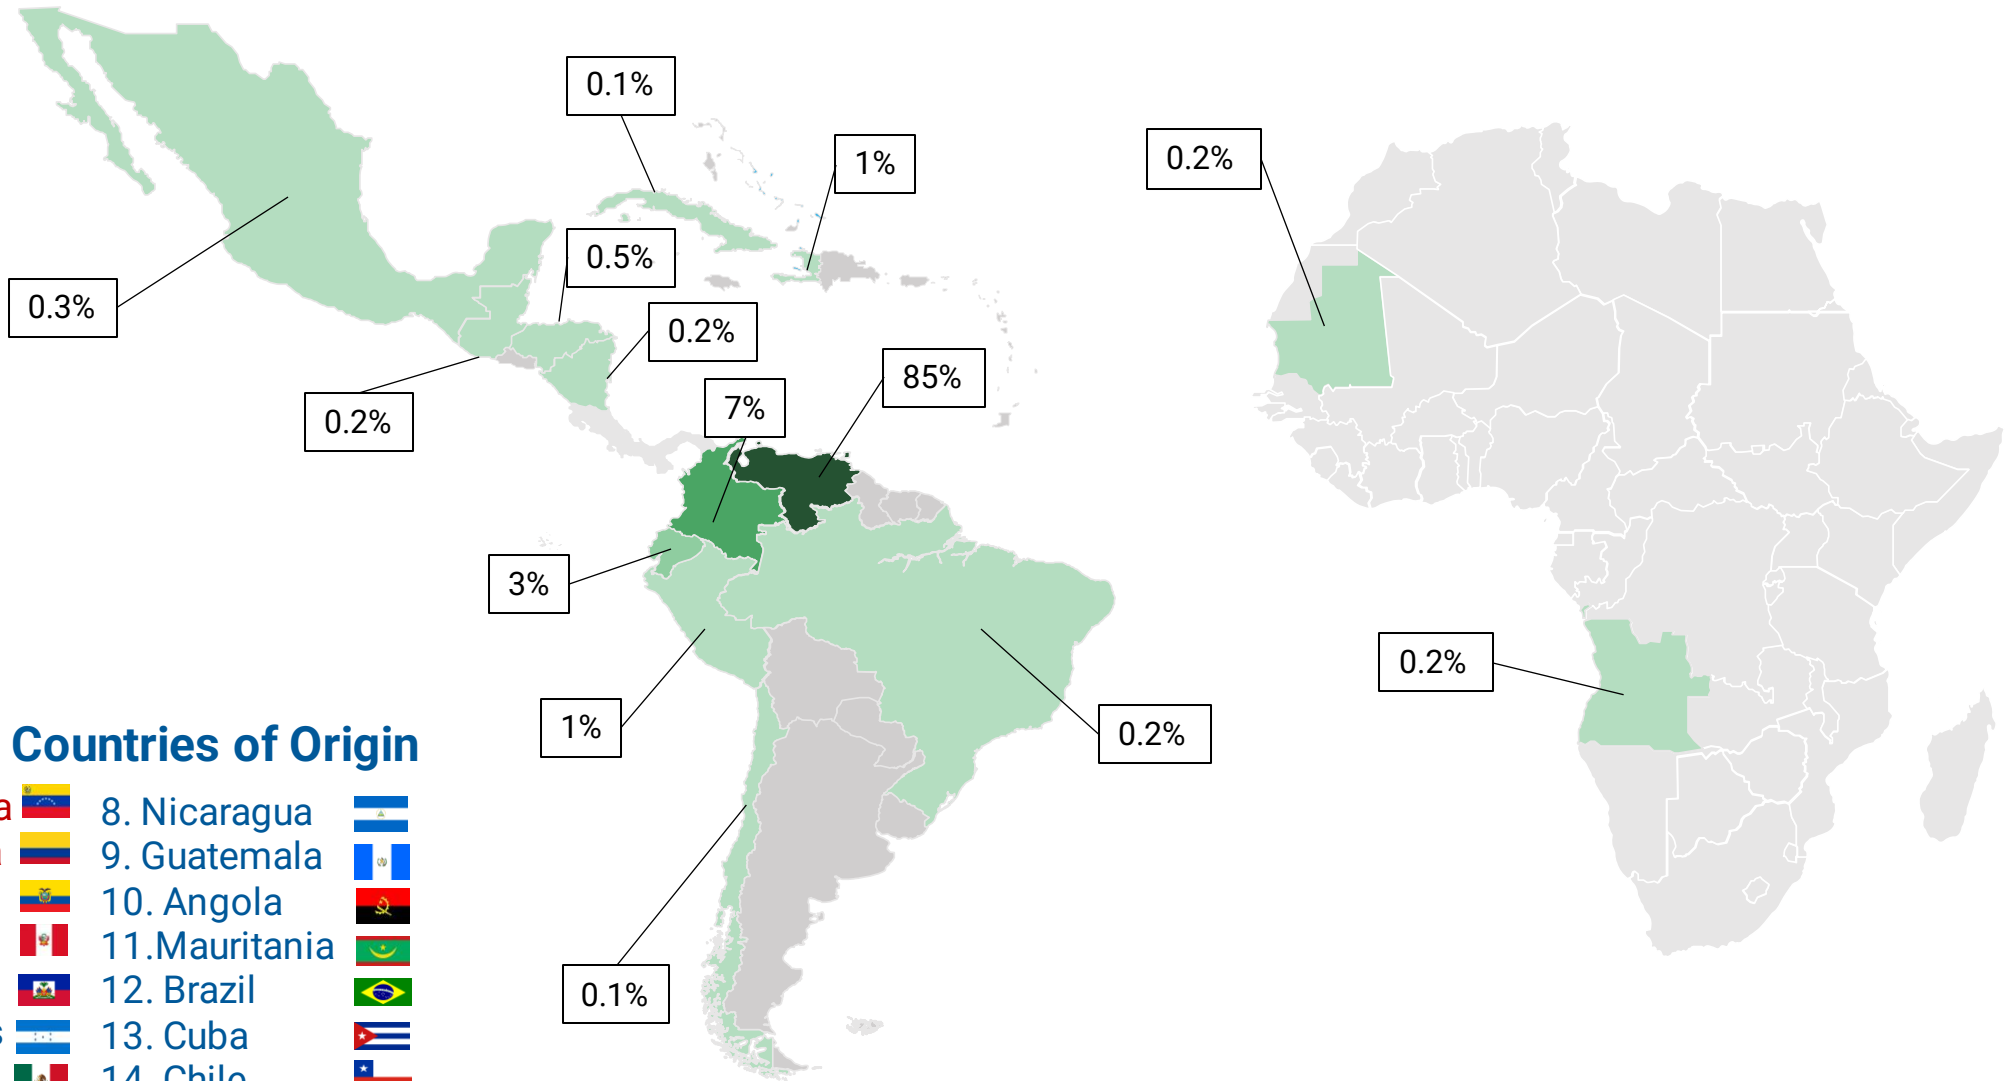 0.1%
1%
0.2%
0.5%
0.3%
0.2%
85%
7%
0.2%
3%
0.2%
1%
0.2%
0.1%
Countries of Origin
a
8. Nicaragua
9. Guatemala
10. Angola
11.Mauritania
12. Brazil
s
13. Cuba
14. Chile